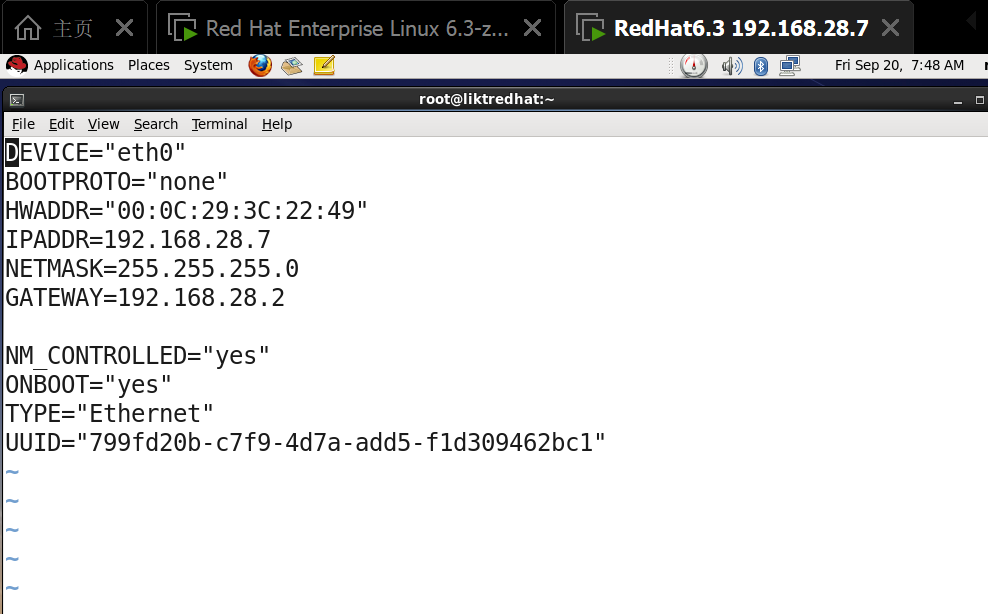 主页
Red Hat Enterprise Linux 6.3-z...
RedHat6.3 192.168.28.7
Applications Places System
Fri Sep 20, 7:48 AM
root@liktredhat:~
File Edit View Search Terminal Help
DEVICE="eth0"
BOOTPROTO="none"
HWADDR="00:0C:29:3C:22:49"
IPADDR=192.168.28.7
NETMASK=255.255.255.0
GATEWAY=192.168.28.2
NM_CONTROLLED="yes"
ONBOOT="yes"
TYPE="Ethernet"
UUID="799fd20b-c7f9-4d7a-add5-f1d309462bc1"
~
~
~
~
~